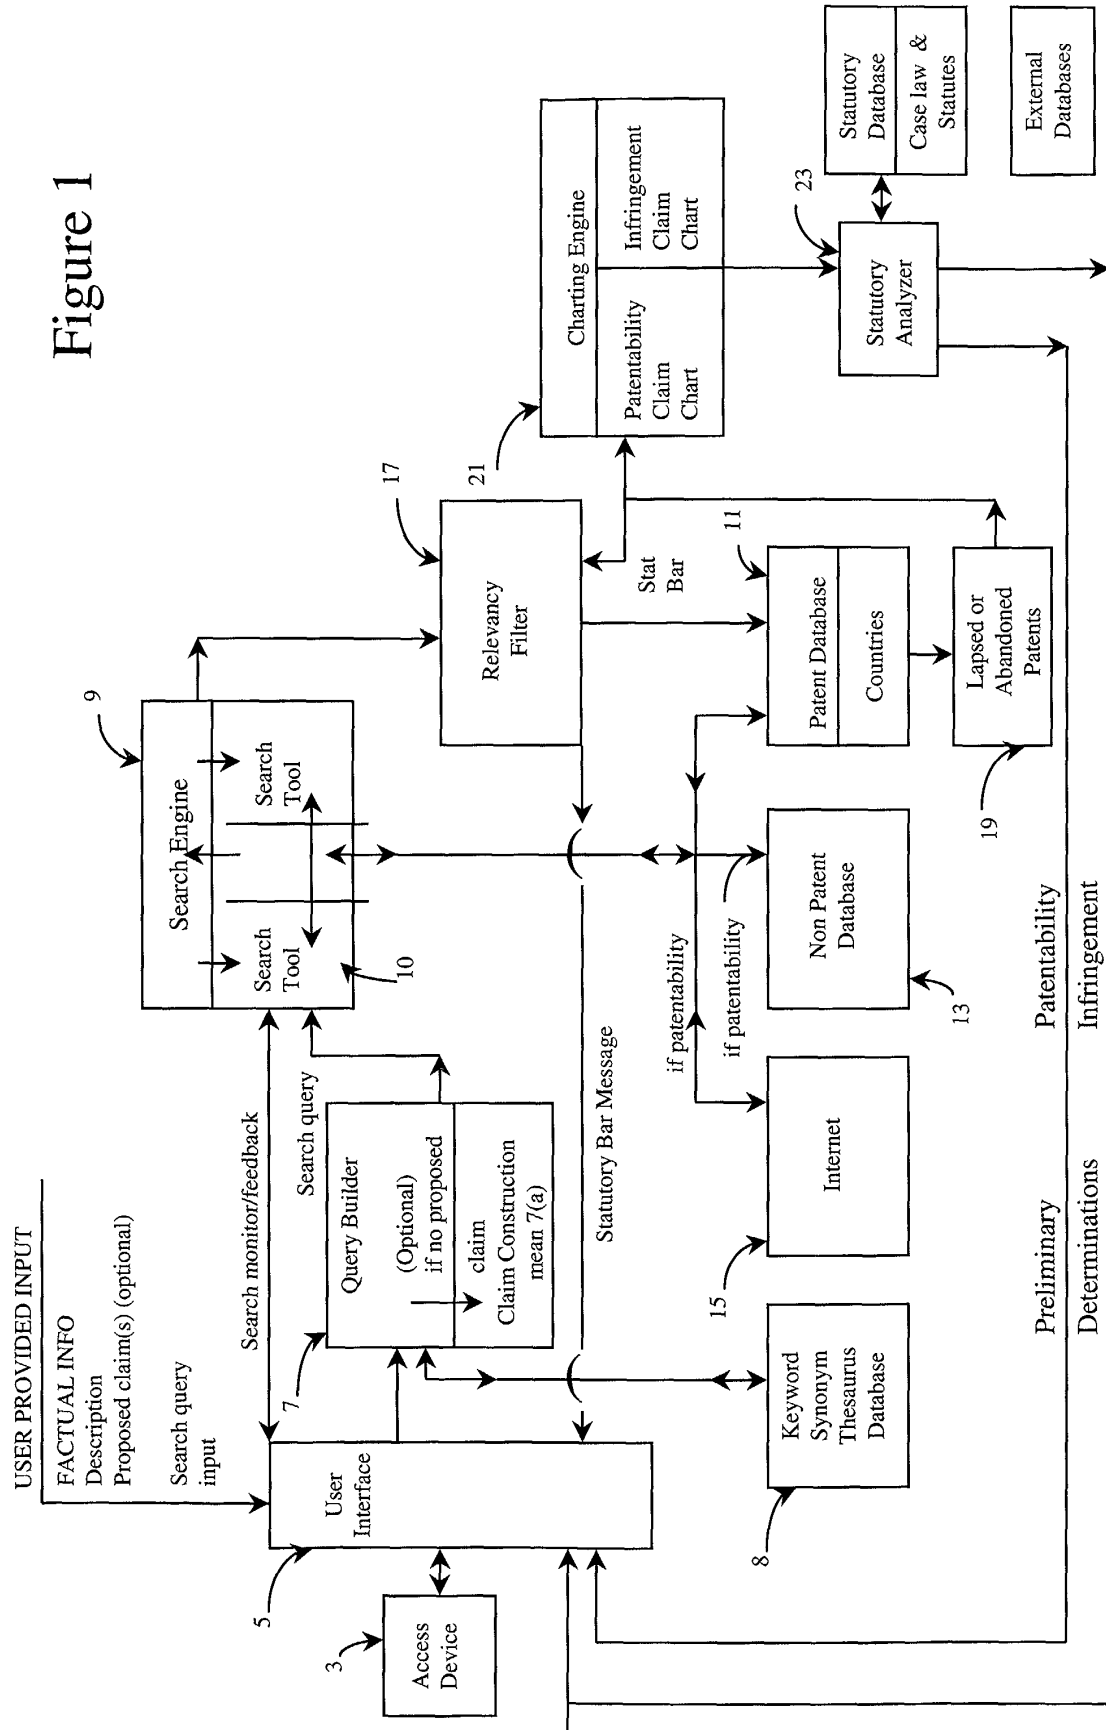 Figure 1
USER PROVIDED INPUT
FACTUAL INFO
Description
Proposed claim(s) (optional)
Search query
input
3
Access
Device
5
User
Interface
Search monitor/feedback
Search query
7
Query Builder
(Optional)
if no proposed
claim
Claim Construction
mean 7(a)
9
Search Engine
Search
Tool
Search
Tool
10
17
Relevancy
Filter
Stat
Bar
Statutory Bar Message
21
Charting Engine
Patentability
Claim
Chart
Infringement
Claim
Chart
8
Keyword
Synonym
Thesaurus
Database
15
Internet
if patentability
if patentability
13
Non Patent
Database
11
Patent Database
Countries
19
Lapsed or
Abandoned
Patents
23
Statutory
Analyzer
Statutory
Database
Case law &
Statutes
External
Databases
Preliminary
Patentability
Determinations
Infringement